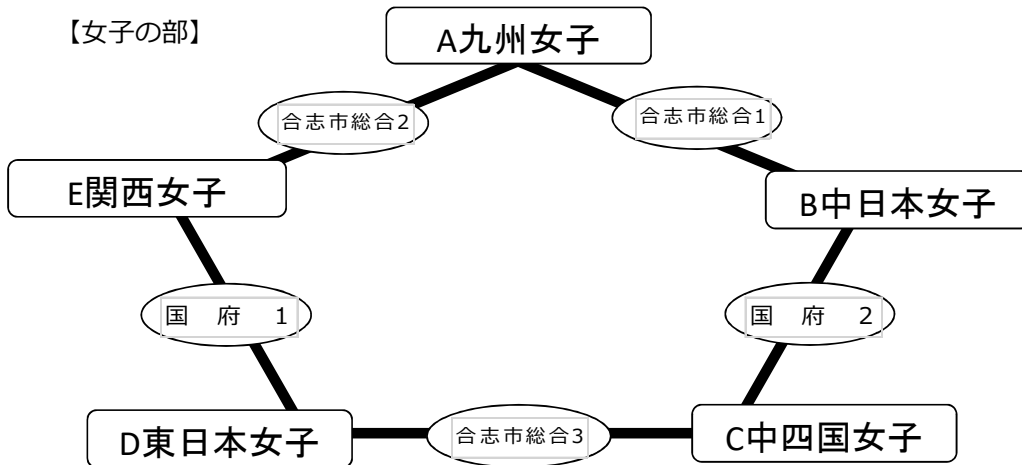 【女子の部】
A九州女子
合志市総合2
合志市総合1
E関西女子
B中日本女子
国　府　1
国　府　2
D東日本女子
合志市総合3
C中四国女子